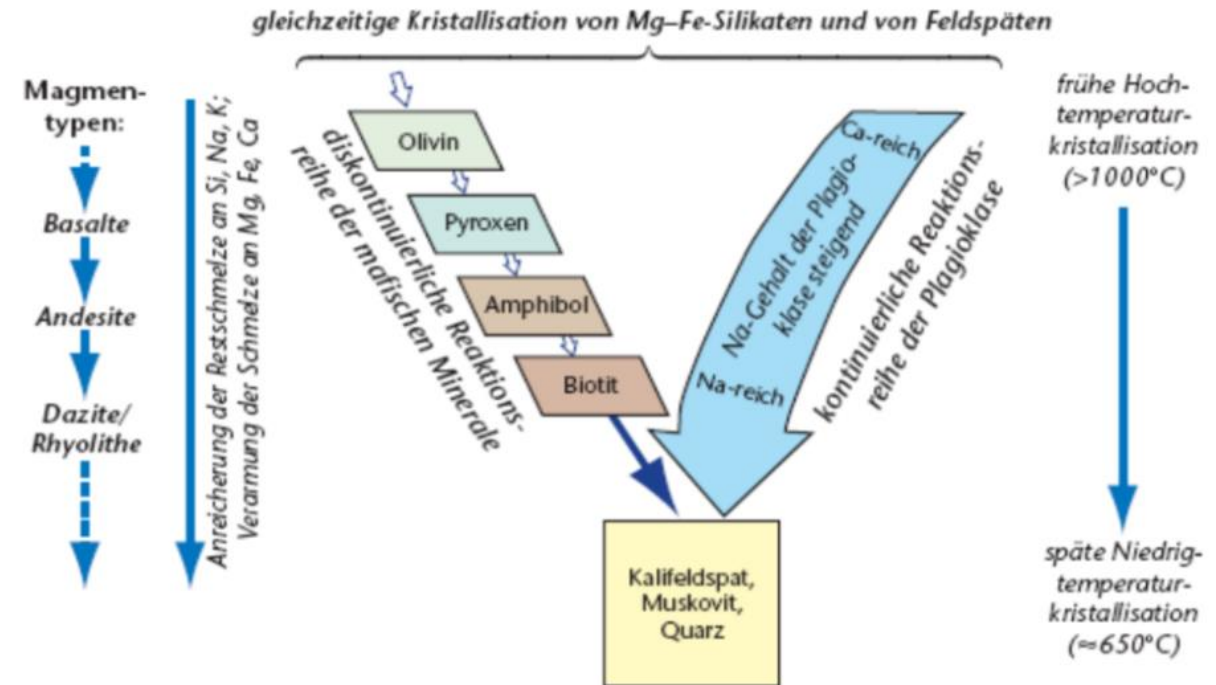 gleichzeitige Kristallisation von Mg–Fe-Silikaten und von Feldspäten
Magmen-
typen:
Basalte
Andesite
Dazite/
Rhyolithe
Anreicherung der Restschmelze an Si, Na, K;
Verarmung der Schmelze an Mg, Fe, Ca
Olivin
Pyroxen
Amphibol
Biotit
diskontinuierliche Reaktions-
reihe der mafischen Minerale
Ca-reich
Na-Gehalt der Plagio-
klase steigend
Na-reich
kontinuierliche Reaktions-
reihe der Plagioklase
Kalifeldspat,
Muskovit,
Quarz
frühe Hoch-
temperatur-
kristallisation
(>1000°C)
späte Niedrig-
temperatur-
kristallisation
(≈650°C)